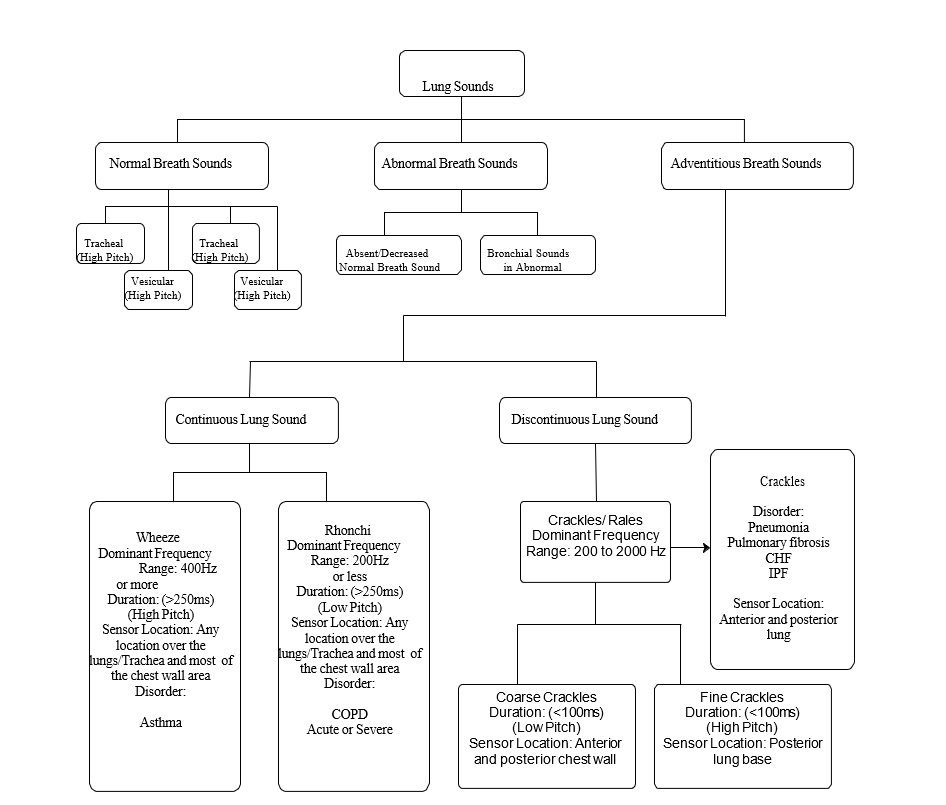 Lung Sounds
Normal Breath Sounds
Abnormal Breath Sounds
Adventitious Breath Sounds
Tracheal
(High Pitch)
Vesicular
(High Pitch)
Tracheal
(High Pitch)
Vesicular
(High Pitch)
Absent/Decreased
Normal Breath Sound
Bronchial Sounds
in Abnormal
Continuous Lung Sound
Discontinuous Lung Sound
Wheeze
Dominant Frequency
Range: 400Hz
or more
Duration: (>250ms)
(High Pitch)
Sensor Location: Any
location over the
lungs/Trachea and most of
the chest wall area
Disorder:
Asthma
Rhonchi
Dominant Frequency
Range: 200Hz
or less
Duration: (>250ms)
(Low Pitch)
Sensor Location: Any
location over the
lungs/Trachea and most of
the chest wall area
Disorder:
COPD
Acute or Severe
Crackles/ Rales
Dominant Frequency
Range: 200 to 2000 Hz
Crackles
Disorder:
Pneumonia
Pulmonary fibrosis
CHF
IPF
Sensor Location:
Anterior and posterior
lung
Coarse Crackles
Duration: (<100ms)
(Low Pitch)
Sensor Location: Anterior
and posterior chest wall
Fine Crackles
Duration: (<100ms)
(High Pitch)
Sensor Location: Posterior
lung base